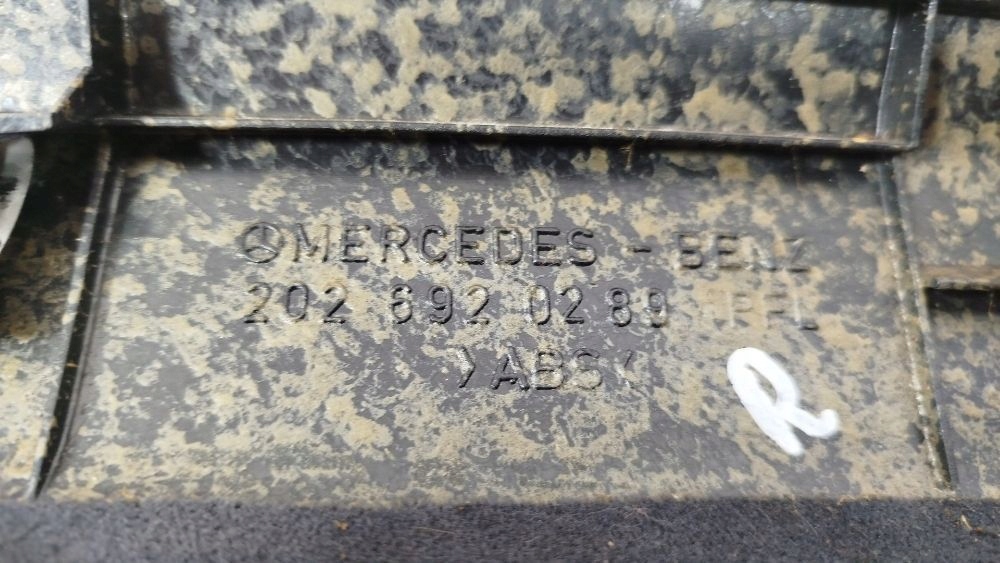 MERCEDES - BENZ
202 692 02 89
>ABS<
R